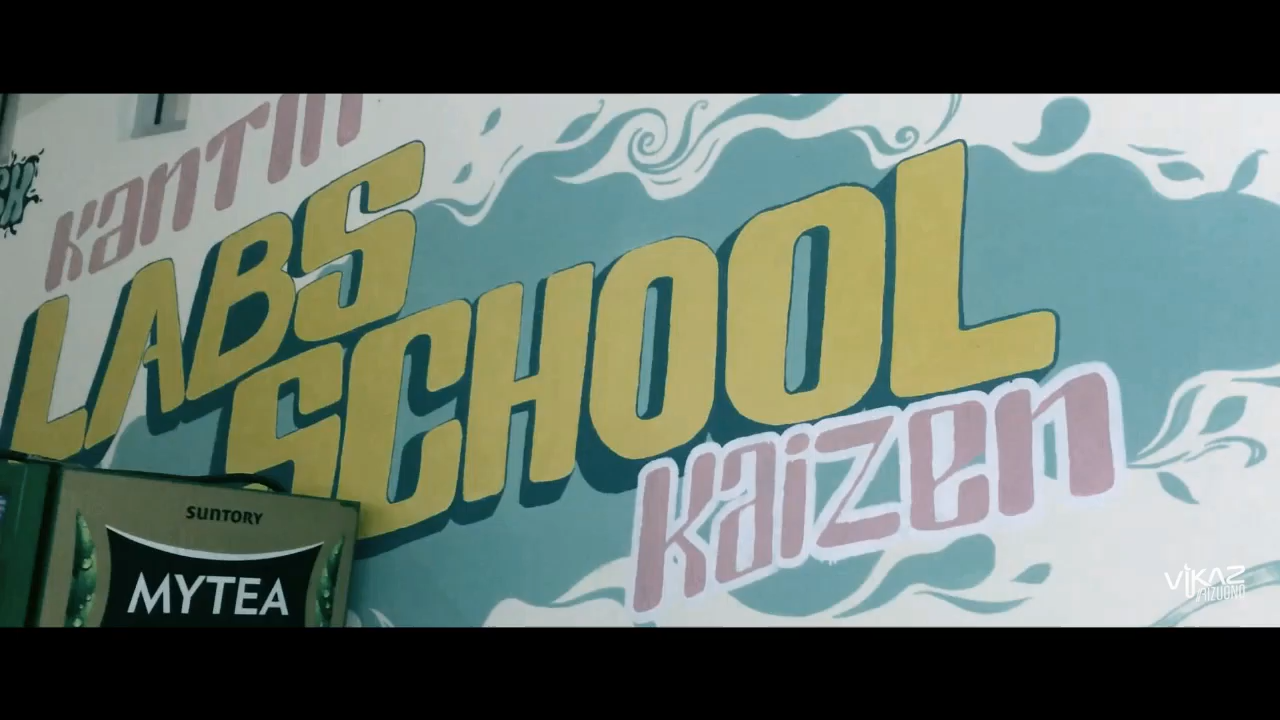 KANTIN
LABS
SCHOOL
KaiZen
SUNTORY
MYTEA
VIKAZ